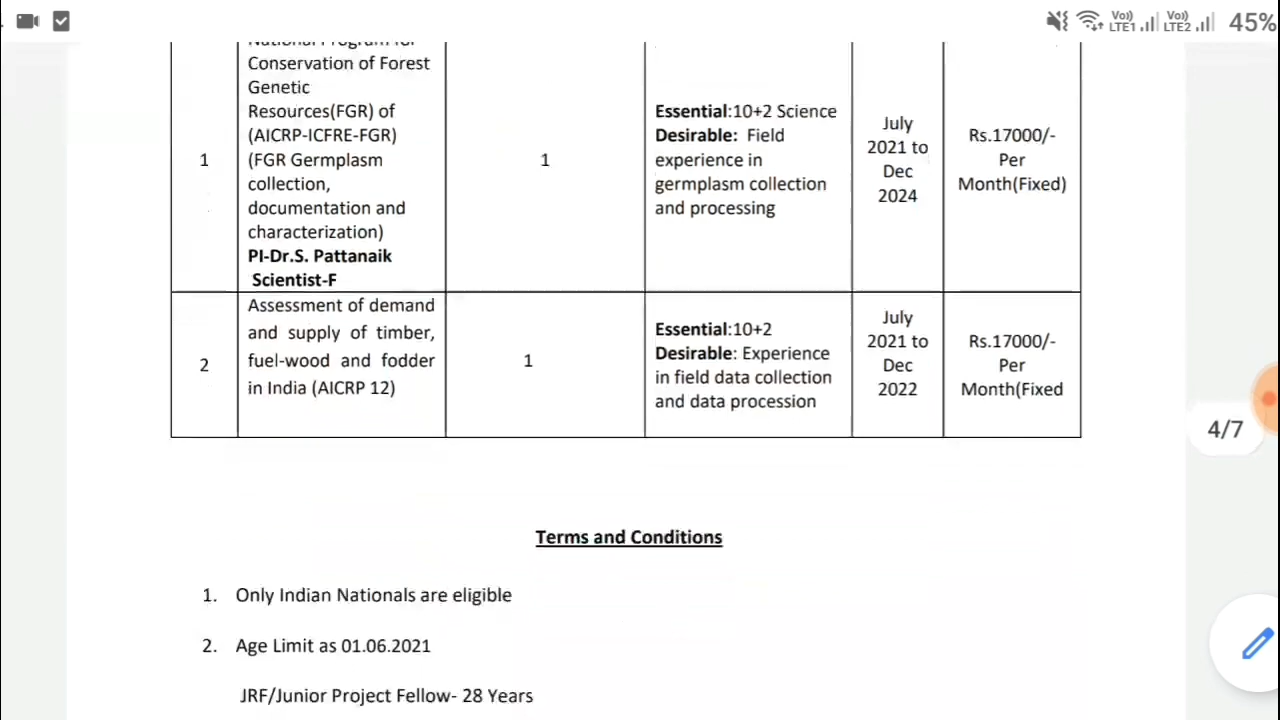 45%
Conservation of Forest
Genetic
Resources(FGR) of
(AICRP-ICFRE-FGR)
(FGR Germplasm
collection,
documentation and
characterization)
PI-Dr.S. Pattanaik
Scientist-F
1
1
Essential:10+2 Science
Desirable: Field
experience in
germplasm collection
and processing
July
2021 to
Dec
2024
Rs.17000/-
Per
Month(Fixed)
2
Assessment of demand
and supply of timber,
fuel-wood and fodder
in India (AICRP 12)
1
Essential:10+2
Desirable: Experience
in field data collection
and data procession
July
2021 to
Dec
2022
Rs.17000/-
Per
Month(Fixed
4/7
Terms and Conditions
1. Only Indian Nationals are eligible
2. Age Limit as 01.06.2021
JRF/Junior Project Fellow- 28 Years